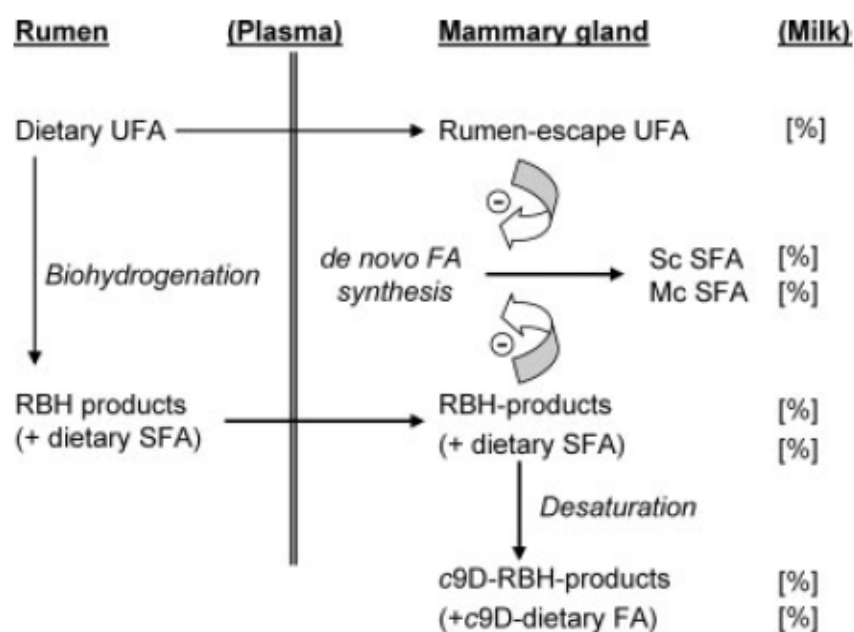 Rumen (Plasma) Mammary gland (Milk)
Dietary UFA Rumen-escape UFA [%]
⊖
Biohydrogenation de novo FA synthesis Sc SFA [%]
Mc SFA [%]
⊖
RBH products RBH-products [%]
(+ dietary SFA) (+ dietary SFA) [%]
Desaturation
c9D-RBH-products [%]
(+c9D-dietary FA) [%]